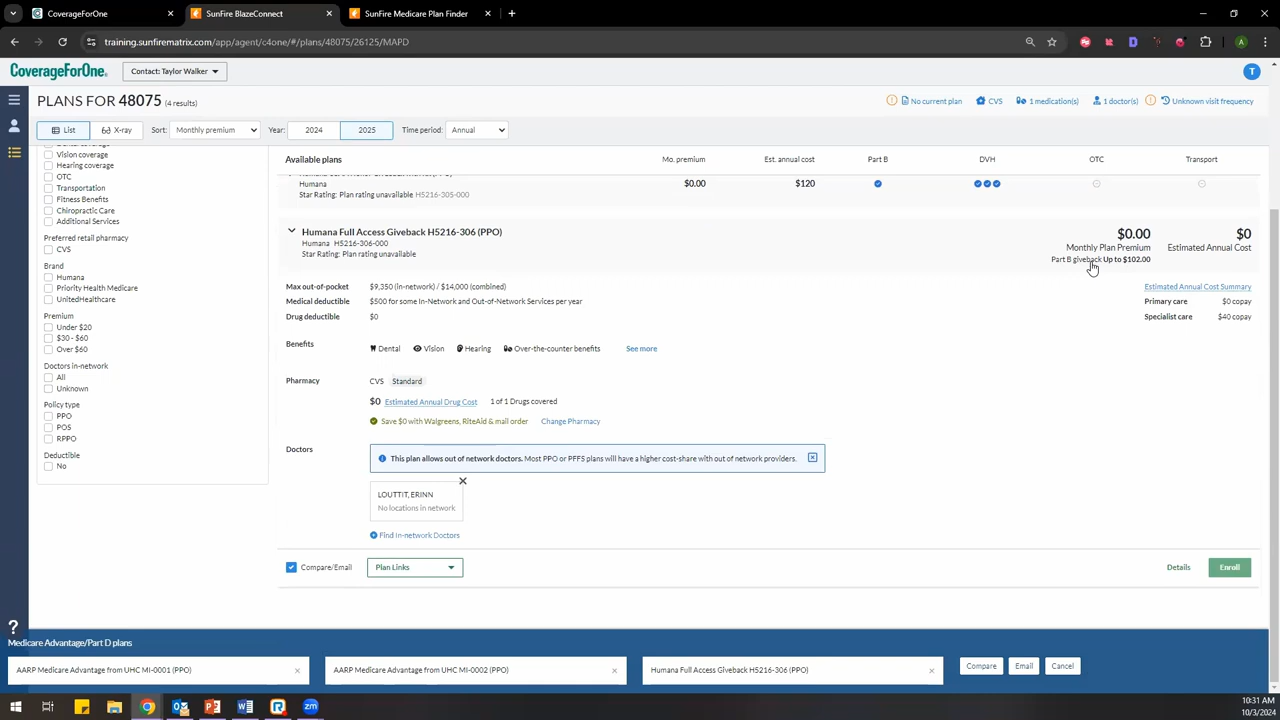 CoverageForOne
SunFire BlazeConnect
SunFire Medicare Plan Finder
training.sunfirematrix.com/app/agent/c4one/#/plans/48075/26125/MAPD
CoverageForOne
Contact: Taylor Walker
T
PLANS FOR 48075 (4 results)
No current plan
CVS
1 medication(s)
1 doctor(s)
Unknown visit frequency
List
X-ray
Sort:
Monthly premium
Year:
2024
2025
Time period:
Annual
Vision coverage
Hearing coverage
OTC
Transportation
Fitness Benefits
Chiropractic Care
Additional Services
Preferred retail pharmacy
CVS
Brand
Humana
Priority Health Medicare
UnitedHealthcare
Premium
Under $20
$30 - $60
Over $60
Doctors in-network
All
Unknown
Policy type
PPO
POS
RPPO
Deductible
No
Available plans
Mo. premium
Est. annual cost
Part B
DVH
OTC
Transport
Humana
$0.00
$120
Star Rating: Plan rating unavailable H5216-305-000
Humana Full Access Giveback H5216-306 (PPO)
Humana H5216-306-000
Star Rating: Plan rating unavailable
$0.00
Monthly Plan Premium
Part B giveback Up to $102.00
$0
Estimated Annual Cost
Max out-of-pocket
$9,350 (in-network) / $14,000 (combined)
Estimated Annual Cost Summary
Medical deductible
$500 for some In-Network and Out-of-Network Services per year
Primary care
$0 copay
Drug deductible
$0
Specialist care
$40 copay
Benefits
Dental
Vision
Hearing
Over-the-counter benefits
See more
Pharmacy
CVS
Standard
$0 Estimated Annual Drug Cost
1 of 1 Drugs covered
Save $0 with Walgreens, RiteAid & mail order
Change Pharmacy
Doctors
This plan allows out of network doctors. Most PPO or PFFS plans will have a higher cost-share with out of network providers.
LOUTTIT, ERINN
No locations in network
Find In-network Doctors
Compare/Email
Plan Links
Details
Enroll
?
Medicare Advantage/Part D plans
AARP Medicare Advantage from UHC MI-0001 (PPO)
AARP Medicare Advantage from UHC MI-0002 (PPO)
Humana Full Access Giveback H5216-306 (PPO)
Compare
Email
Cancel
10:31 AM
10/3/2024